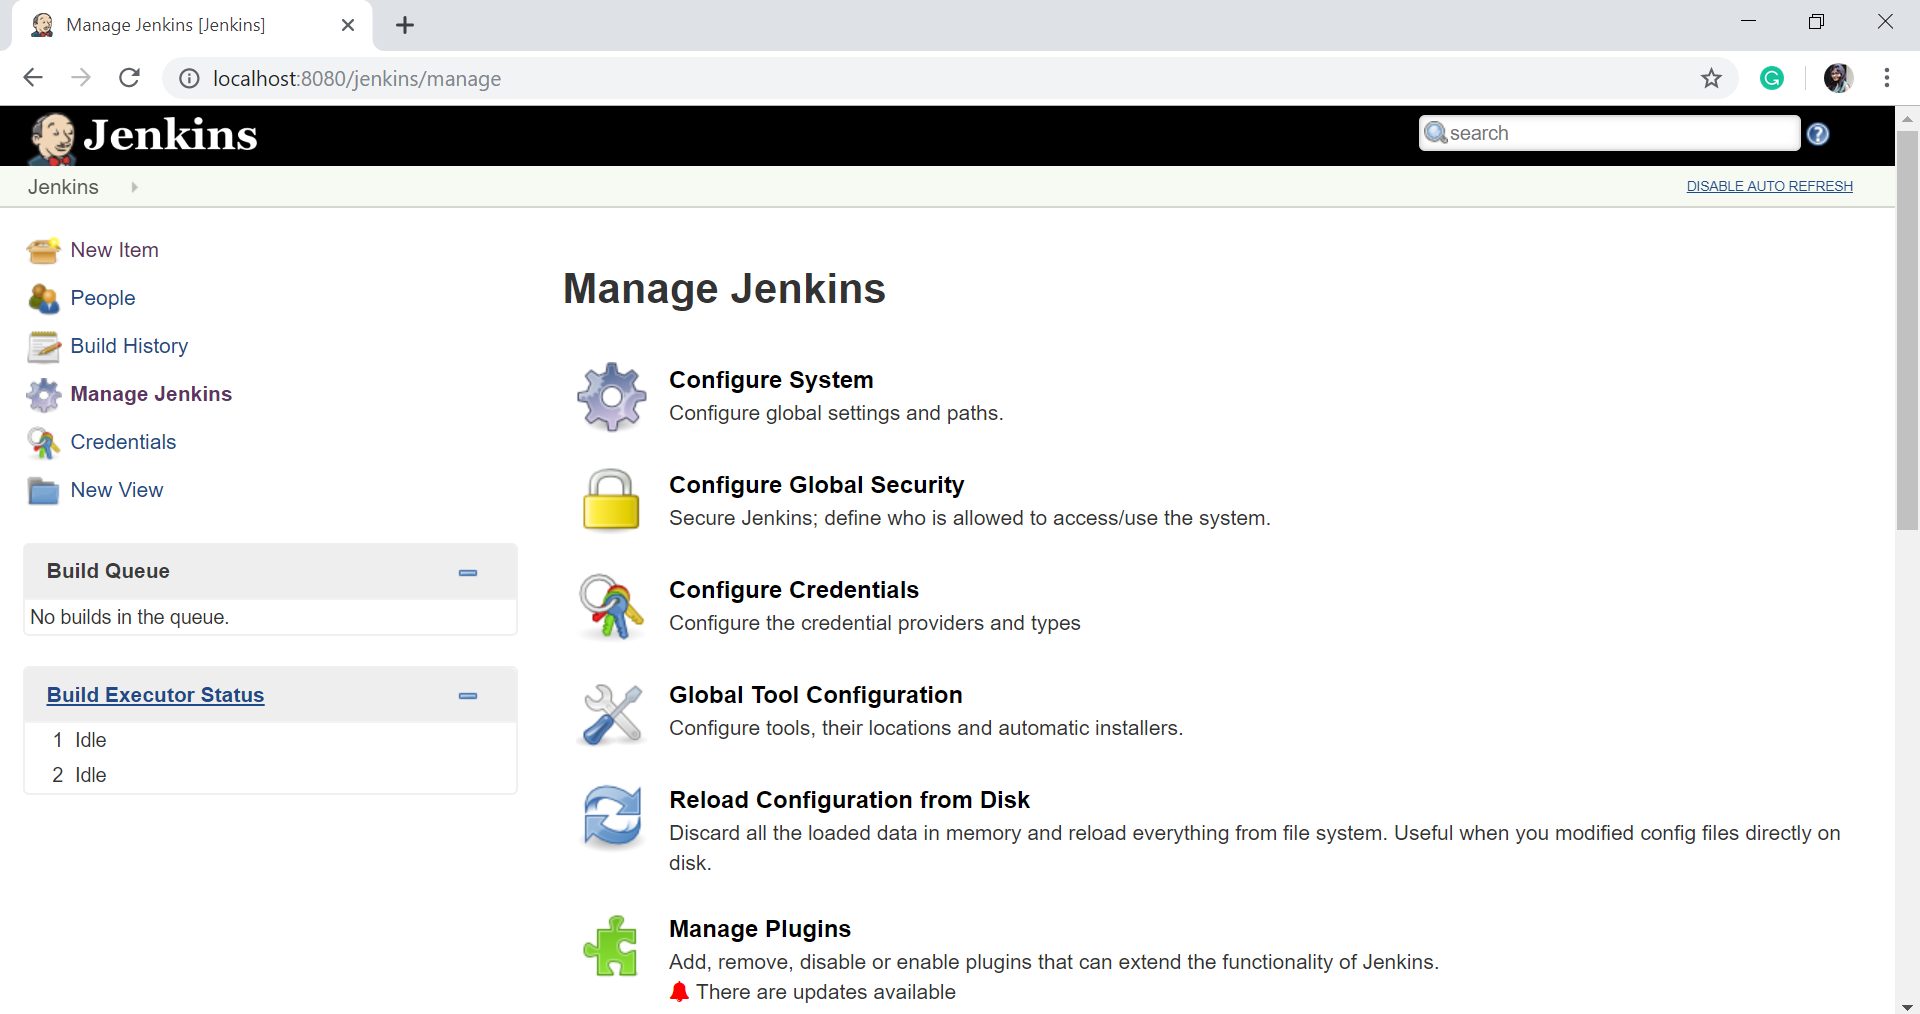 Manage Jenkins [Jenkins]
localhost:8080/jenkins/manage
Jenkins
search
Jenkins
DISABLE AUTO REFRESH
New Item
People
Build History
Manage Jenkins
Credentials
New View
Build Queue
No builds in the queue.
Build Executor Status
1 Idle
2 Idle
Manage Jenkins
Configure System
Configure global settings and paths.
Configure Global Security
Secure Jenkins; define who is allowed to access/use the system.
Configure Credentials
Configure the credential providers and types
Global Tool Configuration
Configure tools, their locations and automatic installers.
Reload Configuration from Disk
Discard all the loaded data in memory and reload everything from file system. Useful when you modified config files directly on
disk.
Manage Plugins
Add, remove, disable or enable plugins that can extend the functionality of Jenkins.
There are updates available